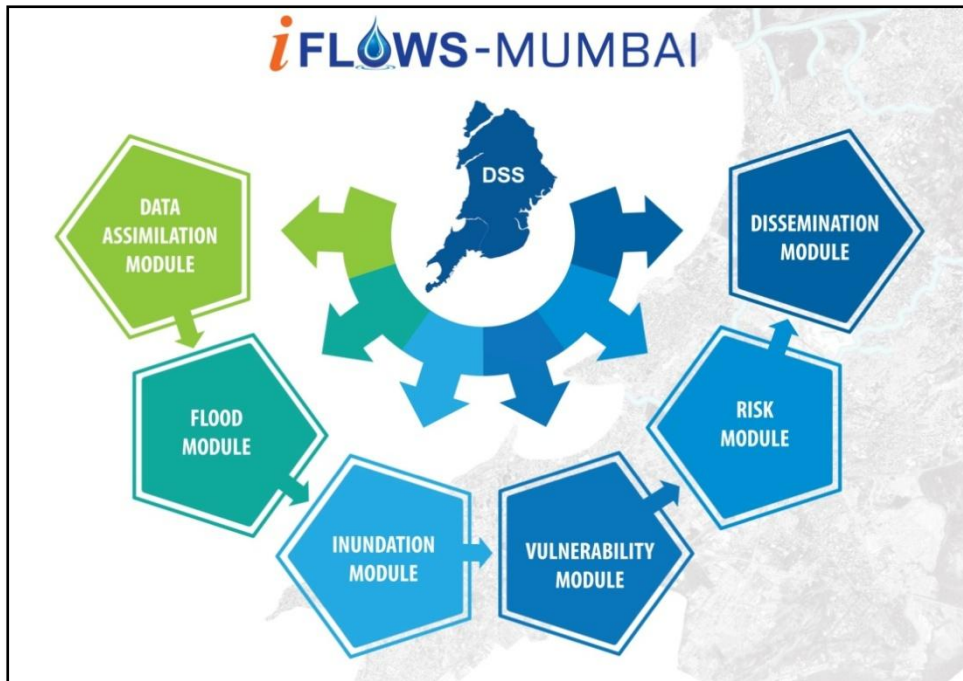 iFLOWS-MUMBAI
DSS
DATA
ASSIMILATION
MODULE
FLOOD
MODULE
INUNDATION
MODULE
VULNERABILITY
MODULE
RISK
MODULE
DISSEMINATION
MODULE